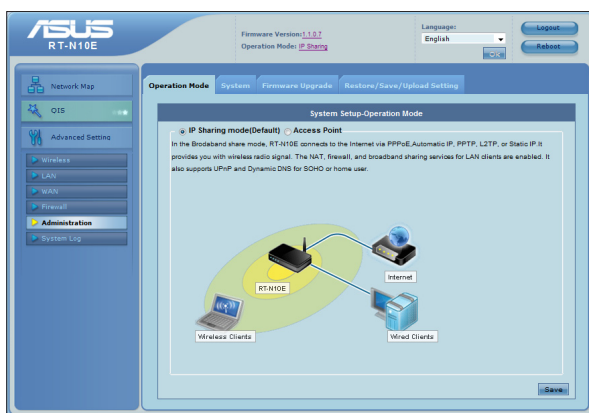 ASUS
RT-N10E
Firmware Version:1.1.0.7
Operation Mode: IP Sharing
Language:
English
OK
Logout
Reboot
Network Map
OIS
Advanced Setting
Wireless
LAN
WAN
Firewall
Administration
System Log
Operation Mode System Firmware Upgrade Restore/Save/Upload Setting
System Setup-Operation Mode
IP Sharing mode(Default) Access Point
In the Brodaband share mode, RT-N10E connects to the Internet via PPPoE,Automatic IP, PPTP, L2TP, or Static IP.It
provides you with wireless radio signal. The NAT, firewall, and broadband sharing services for LAN clients are enabled. It
also supports UPnP and Dynamic DNS for SOHO or home user.
Internet
RT-N10E
Wireless Clients
Wired Clients
Save